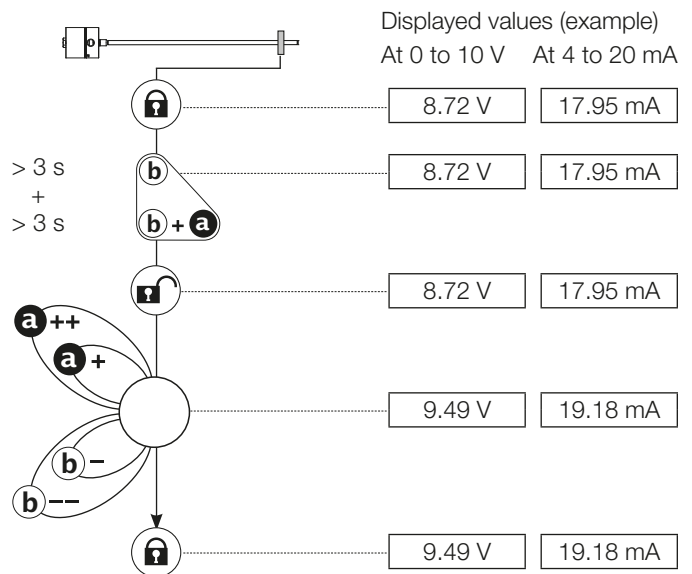 Displayed values (example)
At 0 to 10 V At 4 to 20 mA
8.72 V 17.95 mA
> 3 s
+
> 3 s
b
b + a
8.72 V 17.95 mA
8.72 V 17.95 mA
a ++
a +
9.49 V 19.18 mA
b -
b --
9.49 V 19.18 mA